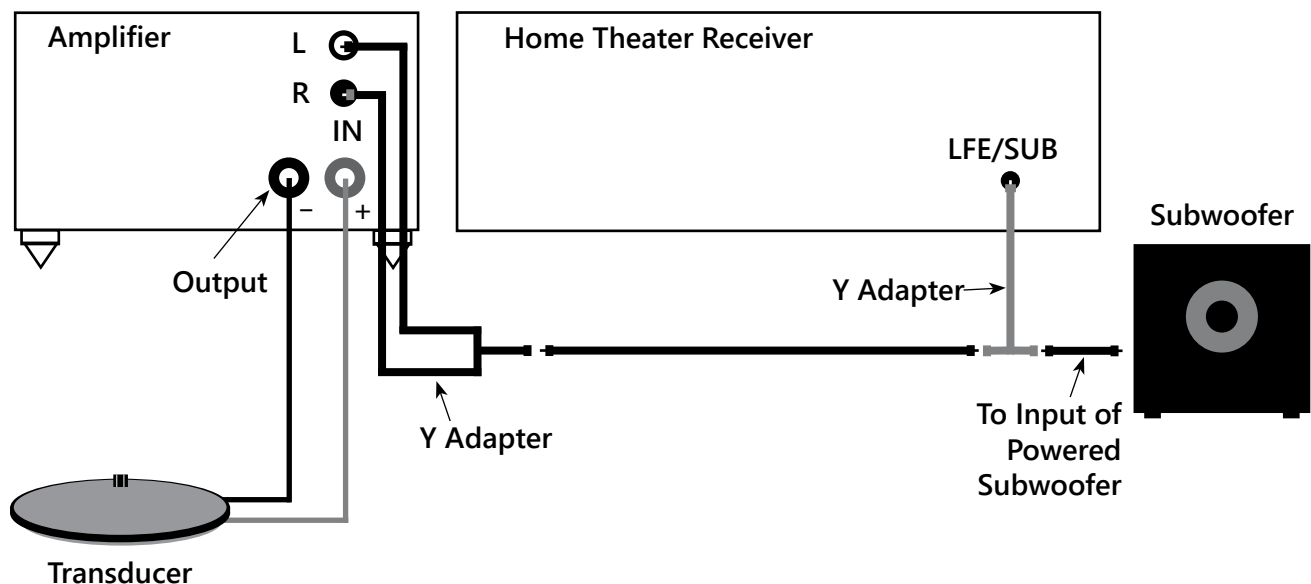 Amplifier
L
R
IN
–
+
Output
Home Theater Receiver
LFE/SUB
Subwoofer
Y Adapter
Y Adapter
To Input of
Powered
Subwoofer
Transducer